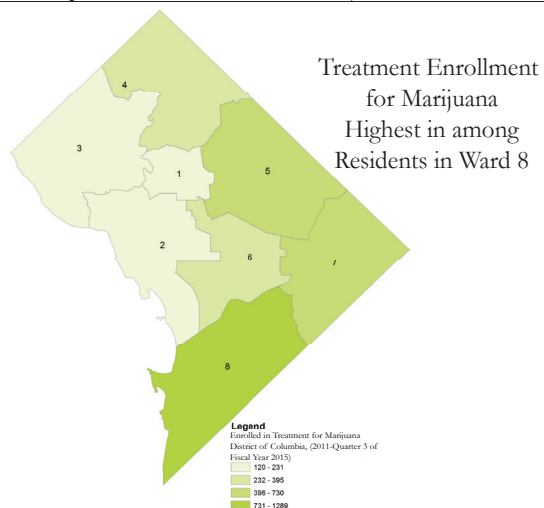 Treatment Enrollment
for Marijuana
Highest in among
Residents in Ward 8
4
3
1
5
2
6
7
8
Legend
Enrolled in Treatment for Marijuana
District of Columbia, (2011-Quarter 3 of
Fiscal Year 2015)
120 - 231
232 - 395
396 - 730
731 - 1289